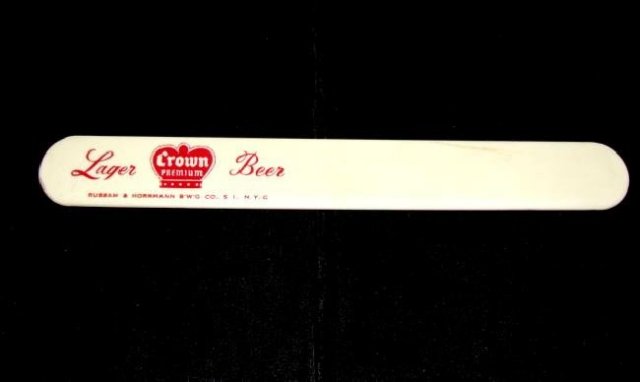 Lager Crown PREMIUM Beer
RUBSAM & HORRMANN B'W'G CO., S. I., N. Y. C.